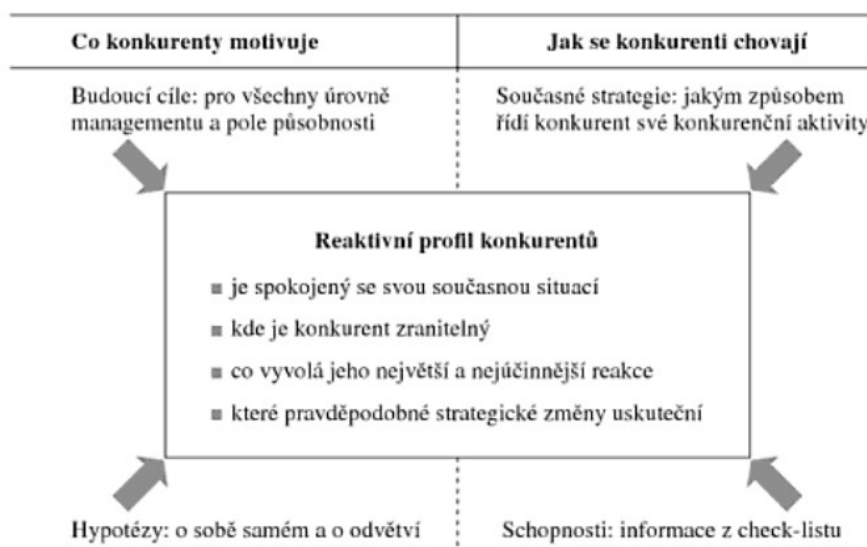 Co konkurenty motivuje
Jak se konkurenti chovají
Budoucí cíle: pro všechny úrovně
managementu a pole působnosti
Současné strategie: jakým způsobem
řídí konkurent své konkurenční aktivity
Reaktivní profil konkurentů
je spokojený se svou současnou situací
kde je konkurent zranitelný
co vyvolá jeho největší a nejúčinnější reakce
které pravděpodobné strategické změny uskuteční
Hypotézy: o sobě samém a o odvětví
Schopnosti: informace z check-listu